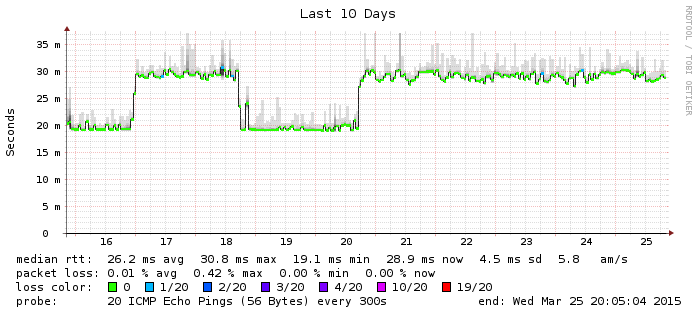 Last 10 Days
RRDTOOL / TOBI OETIKER
Seconds
35 m
30 m
25 m
20 m
15 m
10 m
5 m
0
16 17 18 19 20 21 22 23 24 25
median rtt: 26.2 ms avg 30.8 ms max 19.1 ms min 28.9 ms now 4.5 ms sd 5.8 am/s
packet loss: 0.01 % avg 0.42 % max 0.00 % min 0.00 % now
loss color: 0 1/20 2/20 3/20 4/20 10/20 19/20
probe: 20 ICMP Echo Pings (56 Bytes) every 300s end: Wed Mar 25 20:05:04 2015